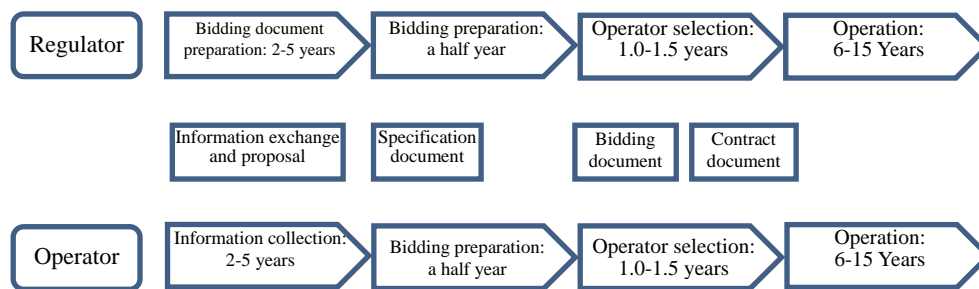 Regulator
Bidding document
preparation: 2-5 years
Bidding preparation:
a half year
Operator selection:
1.0-1.5 years
Operation:
6-15 Years
Information exchange
and proposal
Specification
document
Bidding
document
Contract
document
Operator
Information collection:
2-5 years
Bidding preparation:
a half year
Operator selection:
1.0-1.5 years
Operation:
6-15 Years